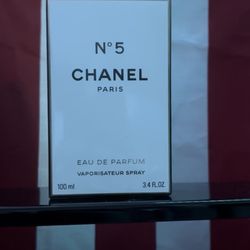 N°5
CHANEL
PARIS
EAU DE PARFUM
VAPORISATEUR SPRAY
100 ml 3.4 FL.OZ.